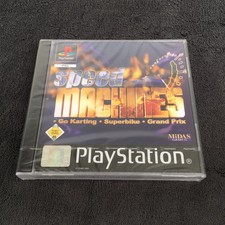 Speed
MACHINES
• Go Karting • Superbike • Grand Prix
MiDAS
PlayStation®